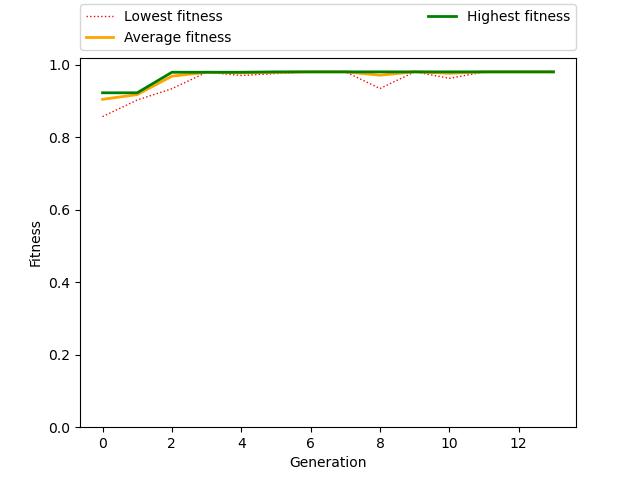 Lowest fitness
Average fitness
Highest fitness
1.0
0.8
0.6
0.4
0.2
0.0
Fitness
0 2 4 6 8 10 12
Generation